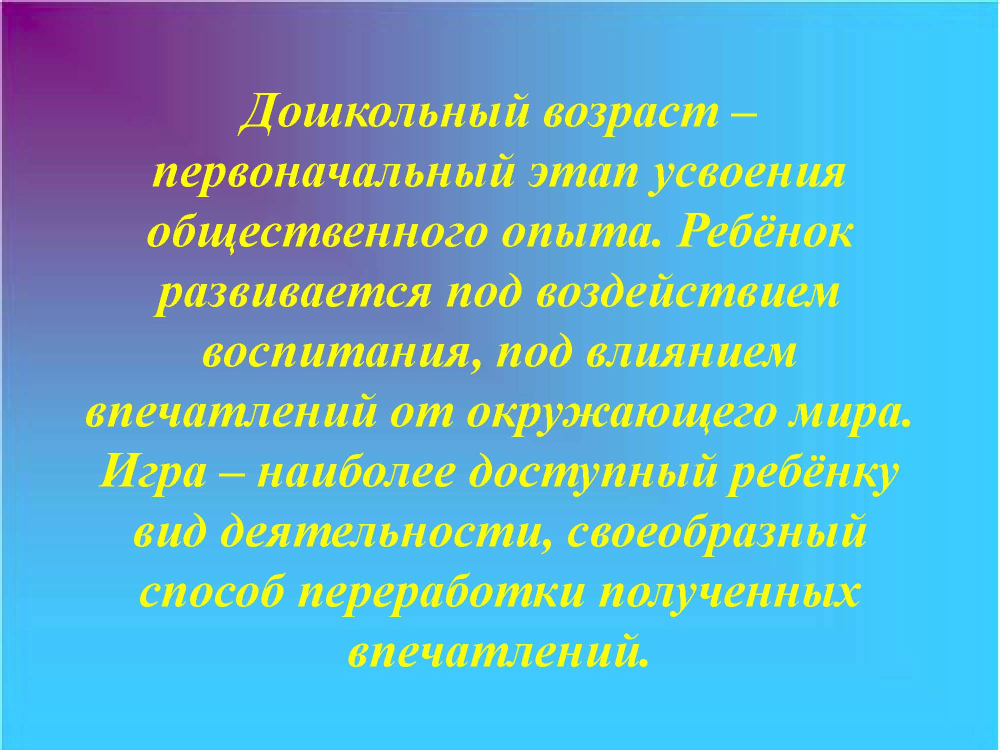 Дошкольный возраст –
первоначальный этап усвоения
общественного опыта. Ребёнок
развивается под воздействием
воспитания, под влиянием
впечатлений от окружающего мира.
Игра – наиболее доступный ребёнку
вид деятельности, своеобразный
способ переработки полученных
впечатлений.